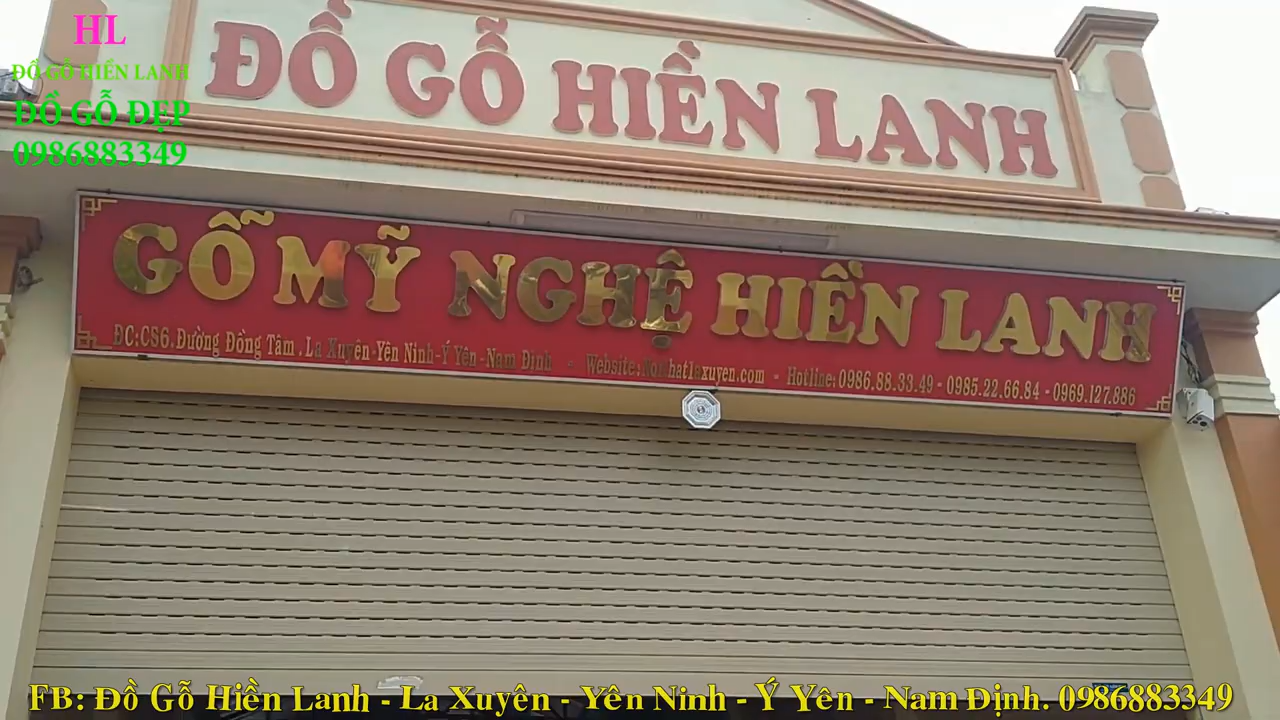 HL
ĐỒ GỖ HIỀN LANH
ĐỒ GỖ ĐẸP
0986883349
ĐỒ GỖ HIỀN LANH
GỖ MỸ NGHỆ HIỀN LANH
ĐC:CS6.Đường Đồng Tâm.La Xuyên-Yên Ninh-Ý Yên-Nam Định - Website:Noithatlaxuyen.com - Hotline:0986.88.33.49-0985.22.66.84-0969.127.886
FB: Đồ Gỗ Hiền Lanh - La Xuyên - Yên Ninh - Ý Yên - Nam Định. 0986883349